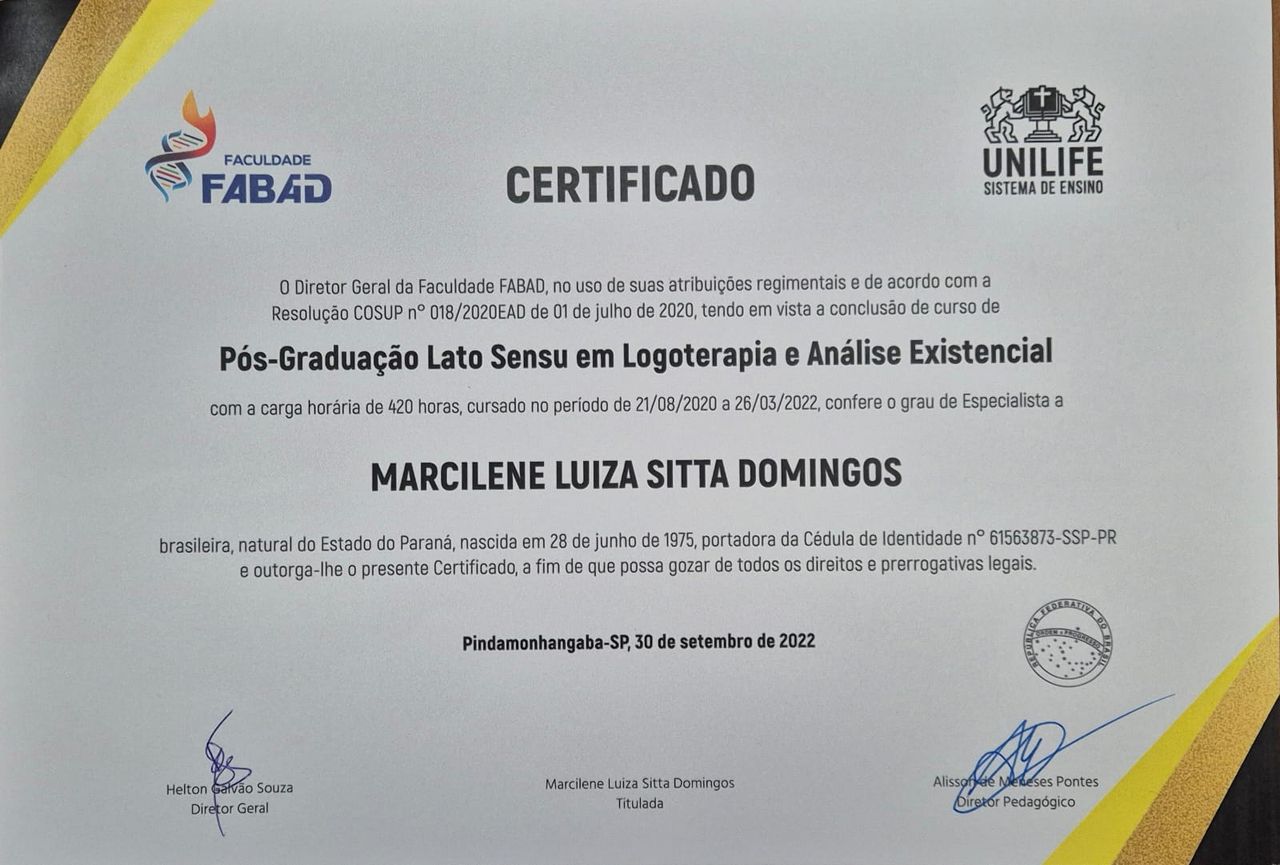 FACULDADE
FABAD
CERTIFICADO
UNILIFE
SISTEMA DE ENSINO
O Diretor Geral da Faculdade FABAD, no uso de suas atribuições regimentais e de acordo com a
Resolução COSUP nº 018/2020EAD de 01 de julho de 2020, tendo em vista a conclusão de curso de
Pós-Graduação Lato Sensu em Logoterapia e Análise Existencial
com a carga horária de 420 horas, cursado no período de 21/08/2020 a 26/03/2022, confere o grau de Especialista a
MARCILENE LUIZA SITTA DOMINGOS
brasileira, natural do Estado do Paraná, nascida em 28 de junho de 1975, portadora da Cédula de Identidade nº 61563873-SSP-PR
e outorga-lhe o presente Certificado, a fim de que possa gozar de todos os direitos e prerrogativas legais.
Pindamonhangaba-SP, 30 de setembro de 2022
REPÚBLICA FEDERATIVA DO BRASIL
ORDEM E PROGRESSO
Helton Galvão Souza
Diretor Geral
Marcilene Luiza Sitta Domingos
Titulada
Alisson de Meneses Pontes
Diretor Pedagógico